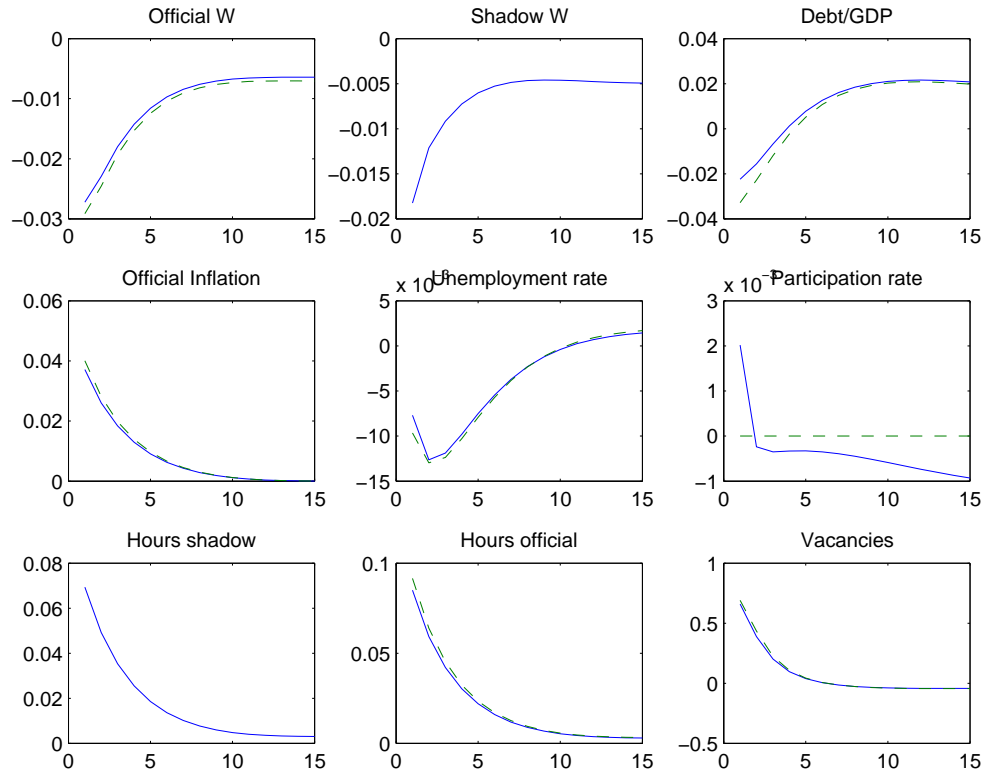 Official W
0
−0.01
−0.02
−0.03
0 5 10 15
Shadow W
0
−0.005
−0.01
−0.015
−0.02
0 5 10 15
Debt/GDP
0.04
0.02
0
−0.02
−0.04
0 5 10 15
Official Inflation
0.06
0.04
0.02
0
0 5 10 15
x 10−3
Unemployment rate
5
0
−5
−10
−15
0 5 10 15
x 10−3
Participation rate
3
2
1
0
−1
0 5 10 15
Hours shadow
0.08
0.06
0.04
0.02
0
0 5 10 15
Hours official
0.1
0.05
0
0 5 10 15
Vacancies
1
0.5
0
−0.5
0 5 10 15